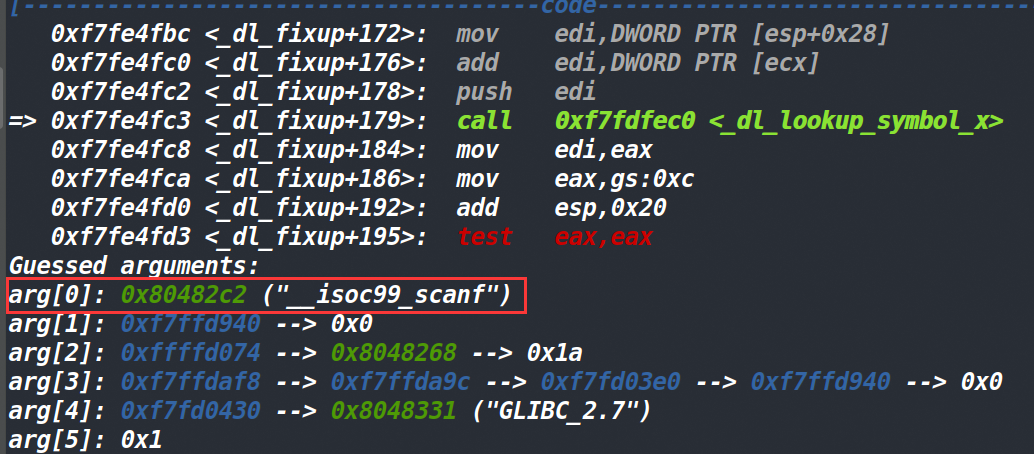 [-------------------------------------code---------------------------------
0xf7fe4fbc <_dl_fixup+172>: mov edi,DWORD PTR [esp+0x28]
0xf7fe4fc0 <_dl_fixup+176>: add edi,DWORD PTR [ecx]
0xf7fe4fc2 <_dl_fixup+178>: push edi
=> 0xf7fe4fc3 <_dl_fixup+179>: call 0xf7fdfec0 <_dl_lookup_symbol_x>
0xf7fe4fc8 <_dl_fixup+184>: mov edi,eax
0xf7fe4fca <_dl_fixup+186>: mov eax,gs:0xc
0xf7fe4fd0 <_dl_fixup+192>: add esp,0x20
0xf7fe4fd3 <_dl_fixup+195>: test eax,eax
Guessed arguments:
arg[0]: 0x80482c2 ("__isoc99_scanf")
arg[1]: 0xf7ffd940 --> 0x0
arg[2]: 0xffffd074 --> 0x8048268 --> 0x1a
arg[3]: 0xf7ffdaf8 --> 0xf7ffda9c --> 0xf7fd03e0 --> 0xf7ffd940 --> 0x0
arg[4]: 0xf7fd0430 --> 0x8048331 ("GLIBC_2.7")
arg[5]: 0x1